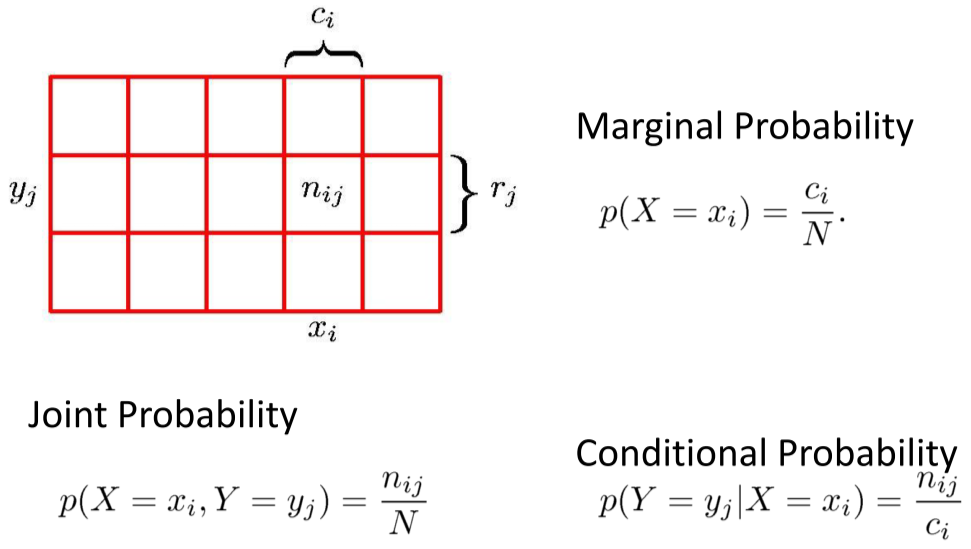 c_i
y_j
n_{ij}
r_j
x_i
Marginal Probability
p(X = x_i) = \frac{c_i}{N}.
Joint Probability
p(X = x_i, Y = y_j) = \frac{n_{ij}}{N}
Conditional Probability
p(Y = y_j|X = x_i) = \frac{n_{ij}}{c_i}